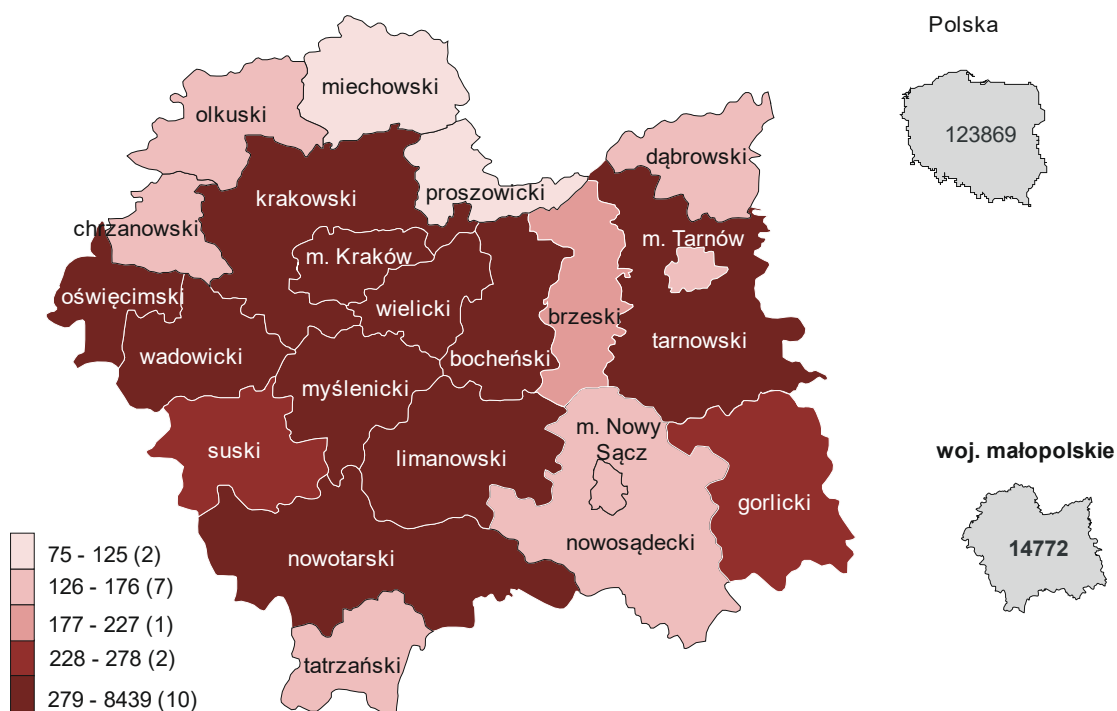 Polska
miechowski
olkuski
123869
dąbrowski
proszowicki
krakowski
chrzanowski
m. Tarnów
m. Kraków
oświęcimski
wielicki
brzeski
tarnowski
wadowicki
bocheński
myślenicki
m. Nowy
Sącz
suski
limanowski
woj. małopolskie
gorlicki
nowosądecki
14772
nowotarski
tatrzański
75 - 125 (2)
126 - 176 (7)
177 - 227 (1)
228 - 278 (2)
279 - 8439 (10)